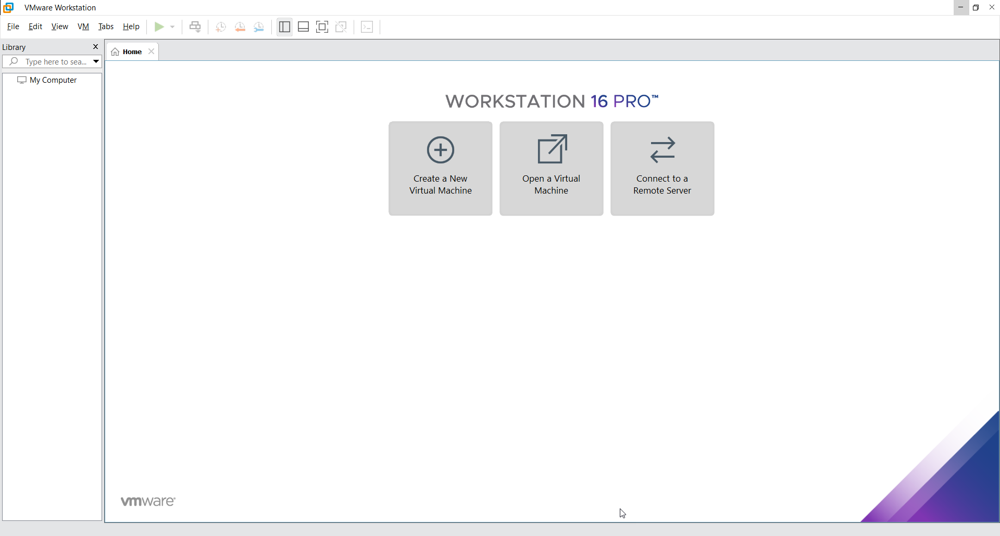 VMware Workstation
File Edit View VM Tabs Help
Library
Type here to sea...
My Computer
Home
WORKSTATION 16 PRO™
Create a New
Virtual Machine
Open a Virtual
Machine
Connect to a
Remote Server
vmware®